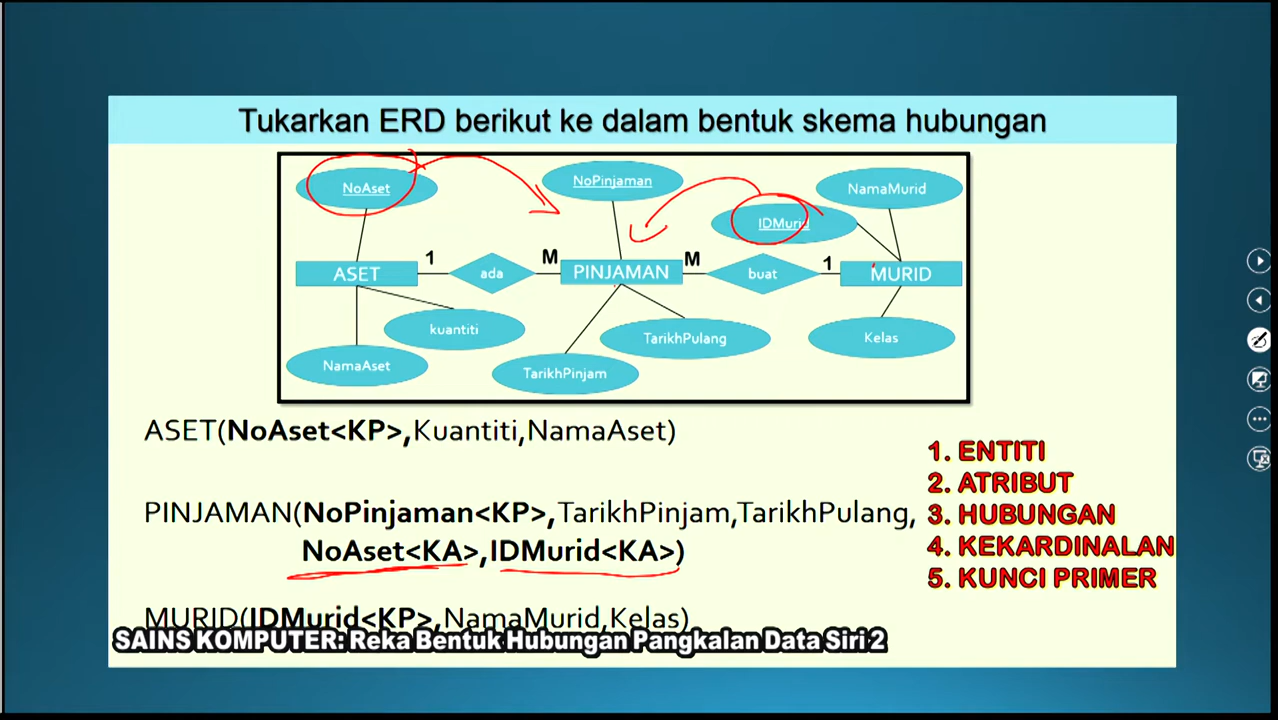 Tukarkan ERD berikut ke dalam bentuk skema hubungan
NoAset
NoPinjaman
NamaMurid
IDMurid
1
M
M
1
ASET
ada
PINJAMAN
buat
MURID
kuantiti
TarikhPulang
Kelas
NamaAset
TarikhPinjam
ASET(NoAset<KP>,Kuantiti,NamaAset)
PINJAMAN(NoPinjaman<KP>,TarikhPinjam,TarikhPulang,
NoAset<KA>,IDMurid<KA>)
MURID(IDMurid<KP>,NamaMurid,Kelas)
1. ENTITI
2. ATRIBUT
3. HUBUNGAN
4. KEKARDINALAN
5. KUNCI PRIMER
SAINS KOMPUTER: Reka Bentuk Hubungan Pangkalan Data Siri 2